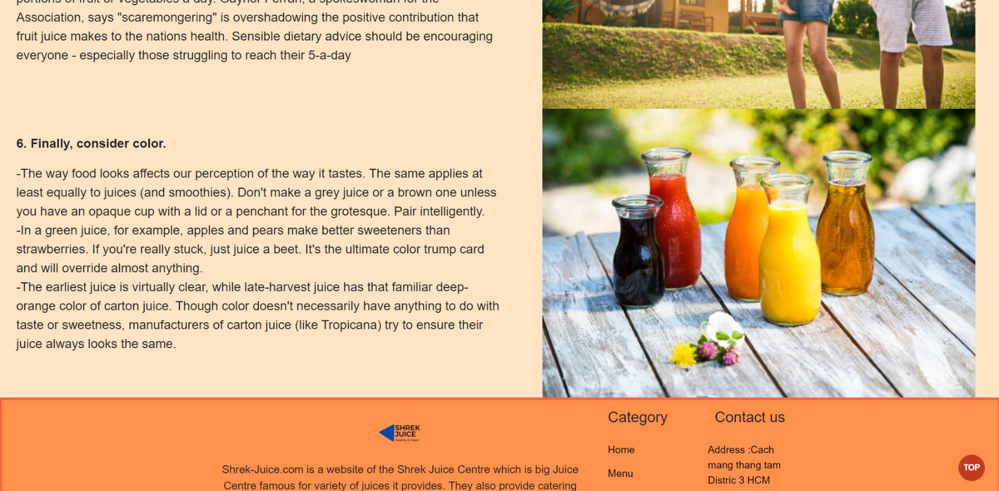 portions of fruit or vegetables a day. Gaynor Ferrari, a spokeswoman for the
Association, says "scaremongering" is overshadowing the positive contribution that
fruit juice makes to the nations health. Sensible dietary advice should be encouraging
everyone - especially those struggling to reach their 5-a-day
6. Finally, consider color.
-The way food looks affects our perception of the way it tastes. The same applies at
least equally to juices (and smoothies). Don't make a grey juice or a brown one unless
you have an opaque cup with a lid or a penchant for the grotesque. Pair intelligently.
-In a green juice, for example, apples and pears make better sweeteners than
strawberries. If you're really stuck, just juice a beet. It's the ultimate color trump card
and will override almost anything.
-The earliest juice is virtually clear, while late-harvest juice has that familiar deep-
orange color of carton juice. Though color doesn't necessarily have anything to do with
taste or sweetness, manufacturers of carton juice (like Tropicana) try to ensure their
juice always looks the same.
SHREK
JUICE
Healthy & Clean
Shrek-Juice.com is a website of the Shrek Juice Centre which is big Juice
Centre famous for variety of juices it provides. They also provide catering
Category
Home
Menu
Contact us
Address :Cach
mang thang tam
Distric 3 HCM
TOP